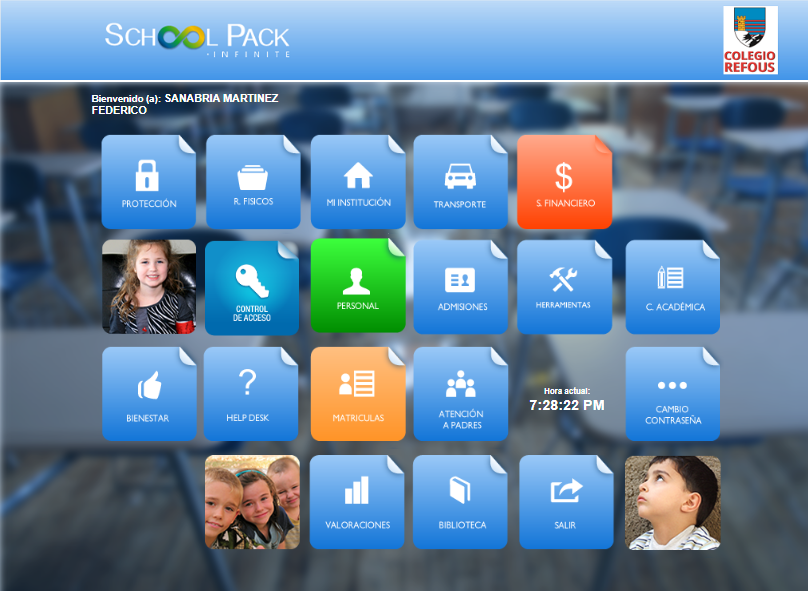 SCHOOL PACK
·INFINITE
COLEGIO
REFOUS
Bienvenido (a): SANABRIA MARTINEZ
FEDERICO
PROTECCIÓN
R. FISICOS
MI INSTITUCIÓN
TRANSPORTE
$
S. FINANCIERO
CONTROL
DE ACCESO
PERSONAL
ADMISIONES
HERRAMIENTAS
C. ACADÉMICA
BIENESTAR
?
HELP DESK
MATRICULAS
ATENCIÓN
A PADRES
Hora actual:
7:28:22 PM
CAMBIO
CONTRASEÑA
VALORACIONES
BIBLIOTECA
SALIR